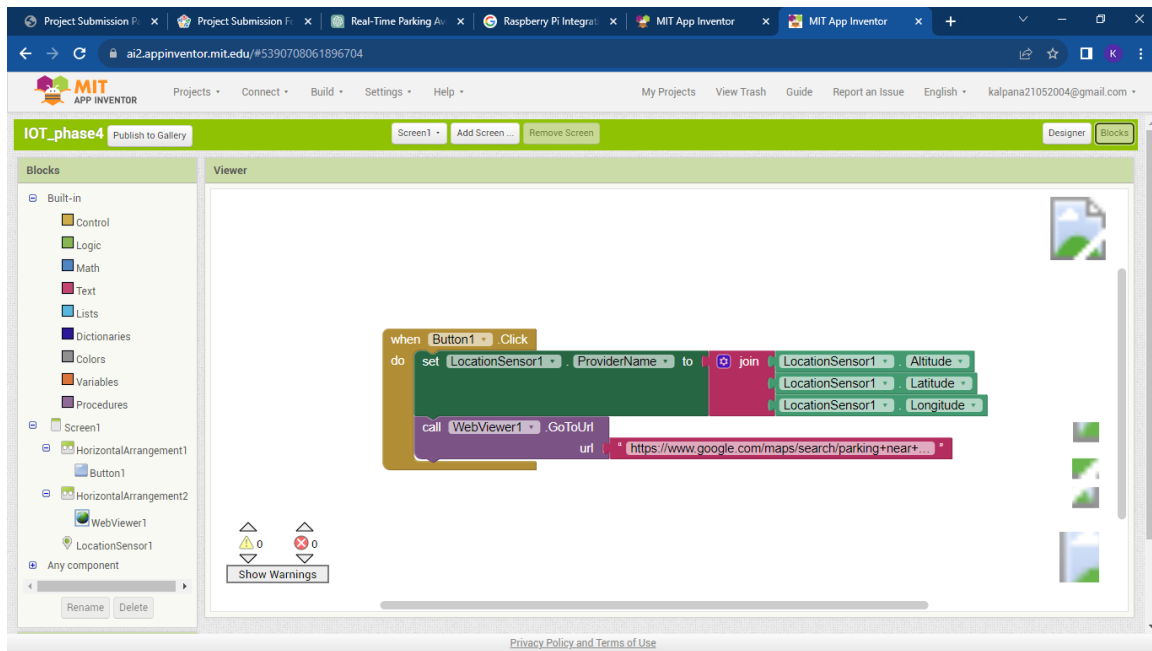 Project Submission Pa
Project Submission Fo
Real-Time Parking Av
Raspberry Pi Integrati
MIT App Inventor
MIT App Inventor
ai2.appinventor.mit.edu/#5390708061896704
K
MIT
APP INVENTOR
Projects
Connect
Build
Settings
Help
My Projects
View Trash
Guide
Report an Issue
English
kalpana21052004@gmail.com
IOT_phase4
Publish to Gallery
Screen1
Add Screen ...
Remove Screen
Designer
Blocks
Blocks
Viewer
Built-in
Control
Logic
Math
Text
Lists
Dictionaries
Colors
Variables
Procedures
Screen1
HorizontalArrangement1
Button1
HorizontalArrangement2
WebViewer1
LocationSensor1
Any component
Rename
Delete
when Button1 .Click
do set LocationSensor1 . ProviderName to join LocationSensor1 . Altitude
LocationSensor1 . Latitude
LocationSensor1 . Longitude
call WebViewer1 .GoToUrl
url " https://www.google.com/maps/search/parking+near+... "
0
0
Show Warnings
Privacy Policy and Terms of Use